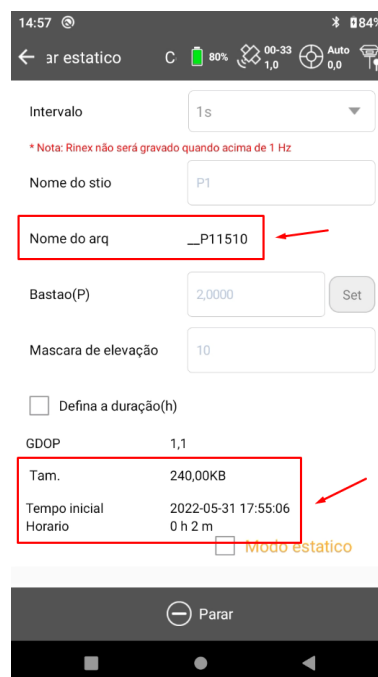 14:57 84%
ar estatico C 80% 00-33 1,0 Auto 0,0
Intervalo 1s
* Nota: Rinex não será gravado quando acima de 1 Hz
Nome do stio P1
Nome do arq __P11510
Bastao(P) 2,0000 Set
Mascara de elevação 10
Defina a duração(h)
GDOP 1,1
Tam. 240,00KB
Tempo inicial 2022-05-31 17:55:06
Horario 0 h 2 m
Modo estatico
Parar